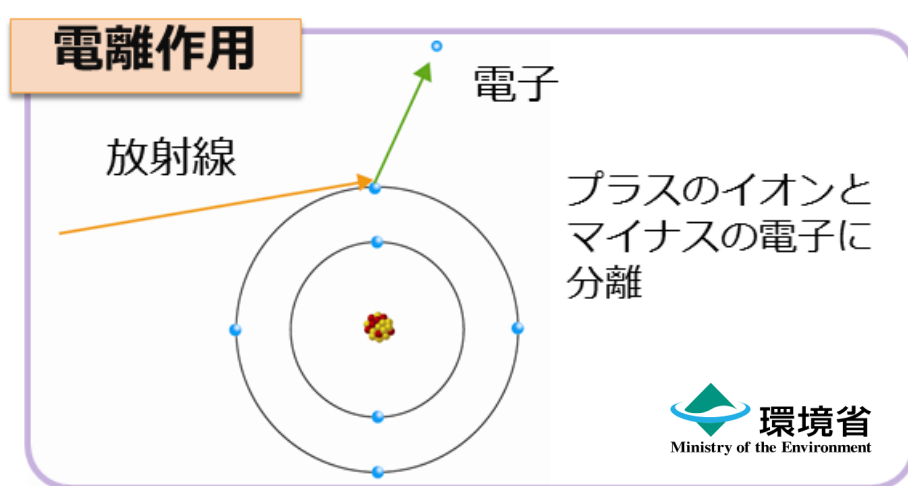 電離作用
電子
放射線
プラスのイオンと
マイナスの電子に
分離
環境省
Ministry of the Environment